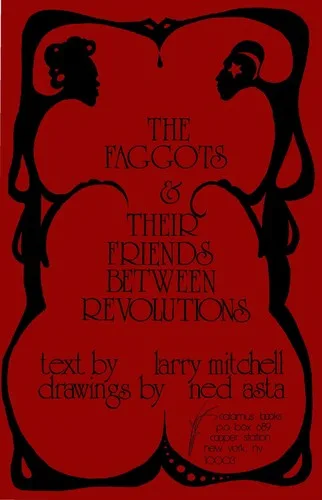 THE
FAGGOTS
&
THEIR
FRIENDS
BETWEEN
REVOLUTIONS
text by larry mitchell
drawings by ned asta
calamus books
p.o. box 689
cooper station
new york, ny
10003